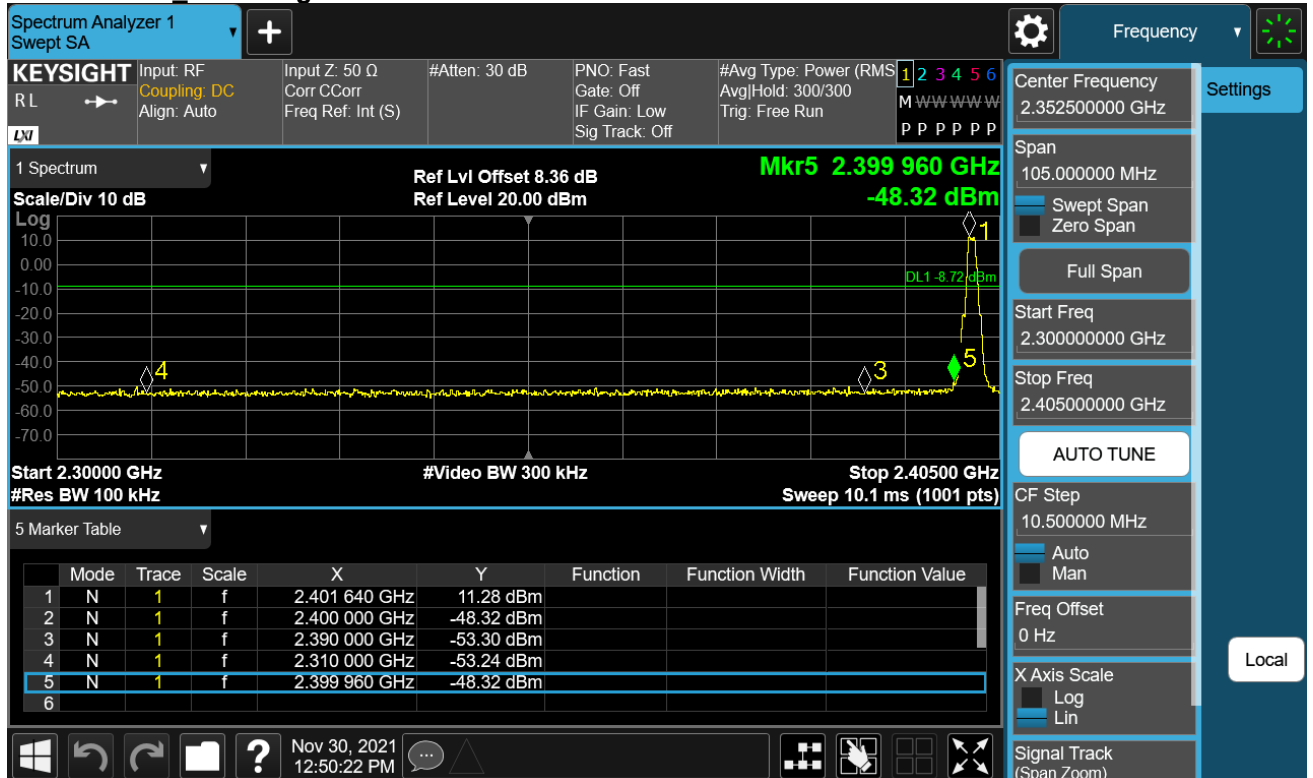 Spectrum Analyzer 1
Swept SA
+
Frequency
KEYSIGHT
RL
LXI
Input: RF
Coupling: DC
Align: Auto
Input Z: 50 Ω
Corr CCorr
Freq Ref: Int (S)
#Atten: 30 dB
PNO: Fast
Gate: Off
IF Gain: Low
Sig Track: Off
#Avg Type: Power (RMS
Avg|Hold: 300/300
Trig: Free Run
1 2 3 4 5 6
M W W W W W
P P P P P P
1 Spectrum
Scale/Div 10 dB
Ref Lvl Offset 8.36 dB
Ref Level 20.00 dBm
Mkr5 2.399 960 GHz
-48.32 dBm
Log
10.0
0.00
-10.0
-20.0
-30.0
-40.0
-50.0
-60.0
-70.0
1
DL1 -8.72 dBm
4
3
5
Start 2.30000 GHz
#Video BW 300 kHz
Stop 2.40500 GHz
#Res BW 100 kHz
Sweep 10.1 ms (1001 pts)
5 Marker Table
Mode Trace Scale X Y Function Function Width Function Value
1 N 1 f 2.401 640 GHz 11.28 dBm
2 N 1 f 2.400 000 GHz -48.32 dBm
3 N 1 f 2.390 000 GHz -53.30 dBm
4 N 1 f 2.310 000 GHz -53.24 dBm
5 N 1 f 2.399 960 GHz -48.32 dBm
6
?
Nov 30, 2021
12:50:22 PM
Center Frequency
2.352500000 GHz
Settings
Span
105.000000 MHz
Swept Span
Zero Span
Full Span
Start Freq
2.300000000 GHz
Stop Freq
2.405000000 GHz
AUTO TUNE
CF Step
10.500000 MHz
Auto
Man
Freq Offset
0 Hz
Local
X Axis Scale
Log
Lin
Signal Track
(Span Zoom)